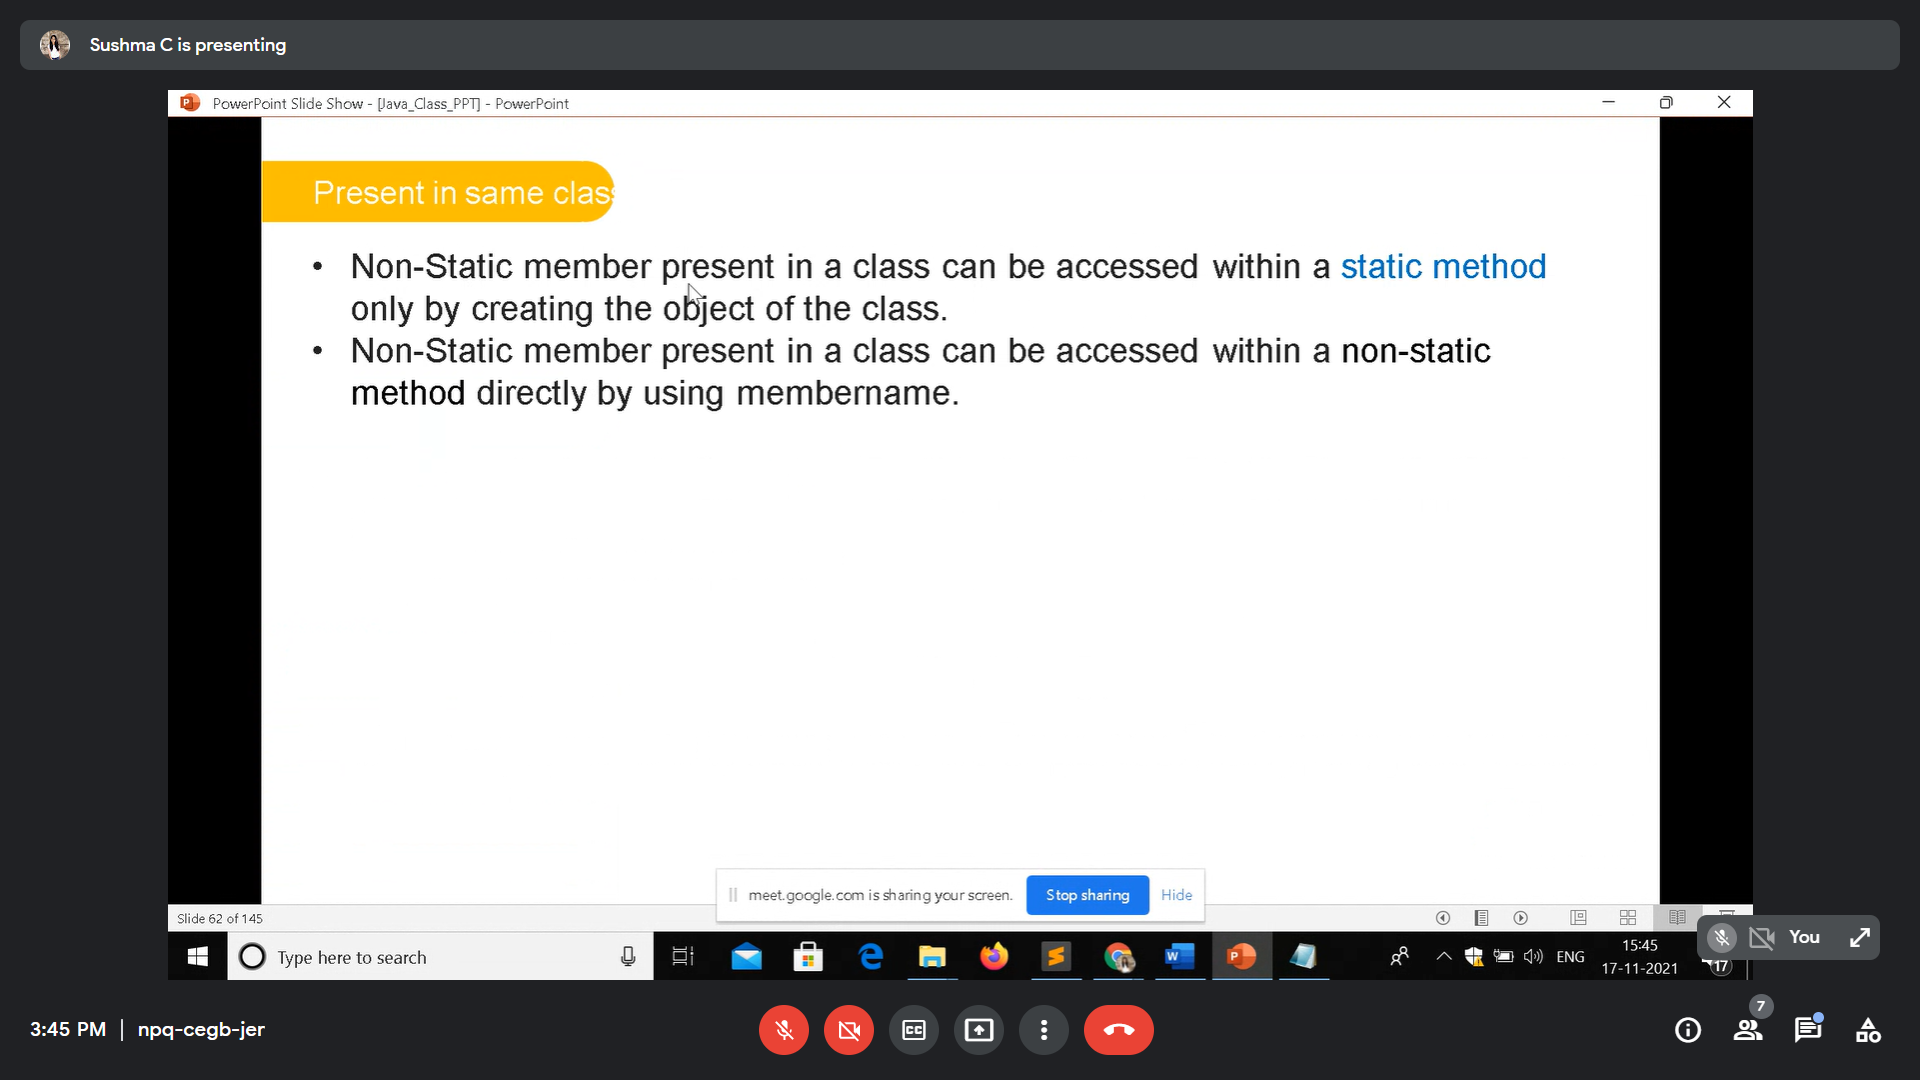 Sushma C is presenting
PowerPoint Slide Show - [Java_Class_PPT] - PowerPoint
Present in same clas
• Non-Static member present in a class can be accessed within a static method
only by creating the object of the class.
• Non-Static member present in a class can be accessed within a non-static
method directly by using membername.
meet.google.com is sharing your screen. Stop sharing Hide
Slide 62 of 145
You
Type here to search
ENG
15:45
17-11-2021
17
3:45 PM | npq-cegb-jer
CC
7